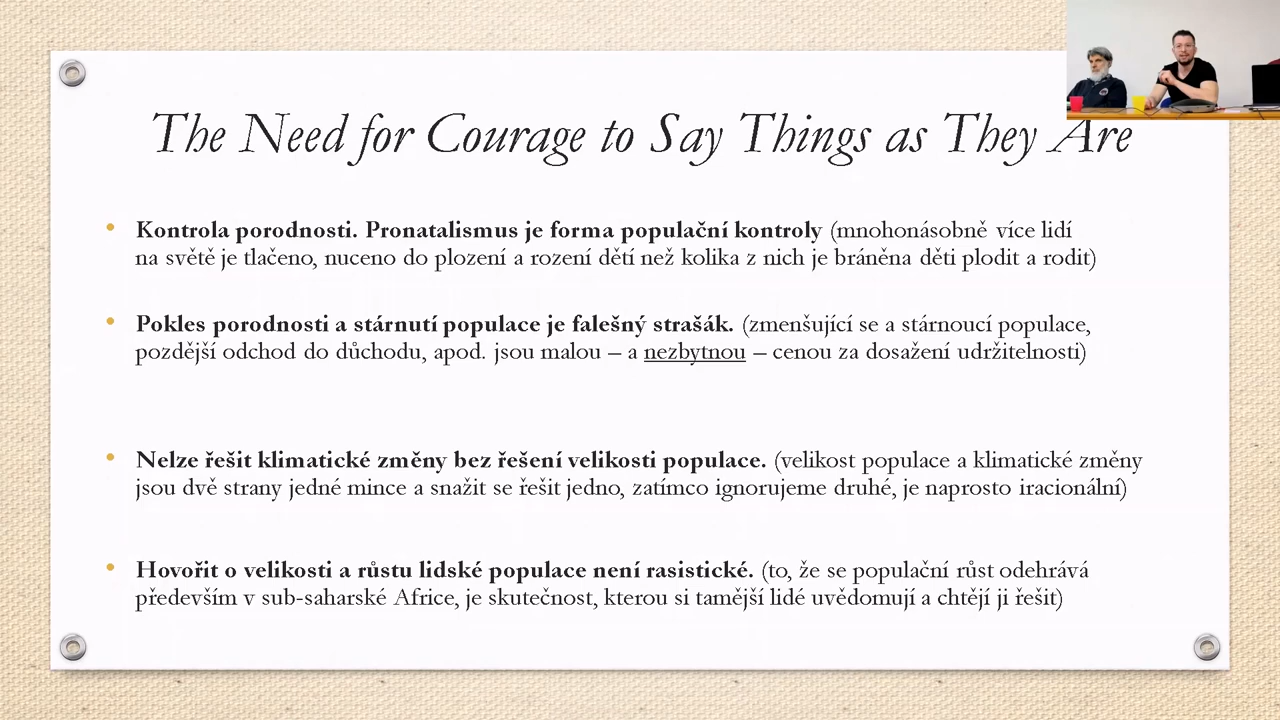 The Need for Courage to Say Things as They Are
• Kontrola porodnosti. Pronatalismus je forma populační kontroly (mnohonásobně více lidí
na světě je tlačeno, nuceno do plození a rození dětí než kolika z nich je bráněna děti plodit a rodit)
• Pokles porodnosti a stárnutí populace je falešný strašák. (zmenšující se a stárnoucí populace,
pozdější odchod do důchodu, apod. jsou malou – a nezbytnou – cenou za dosažení udržitelnosti)
• Nelze řešit klimatické změny bez řešení velikosti populace. (velikost populace a klimatické změny
jsou dvě strany jedné mince a snažit se řešit jedno, zatímco ignorujeme druhé, je naprosto iracionální)
• Hovořit o velikosti a růstu lidské populace není rasistické. (to, že se populační růst odehrává
především v sub-saharské Africe, je skutečnost, kterou si tamější lidé uvědomují a chtějí ji řešit)